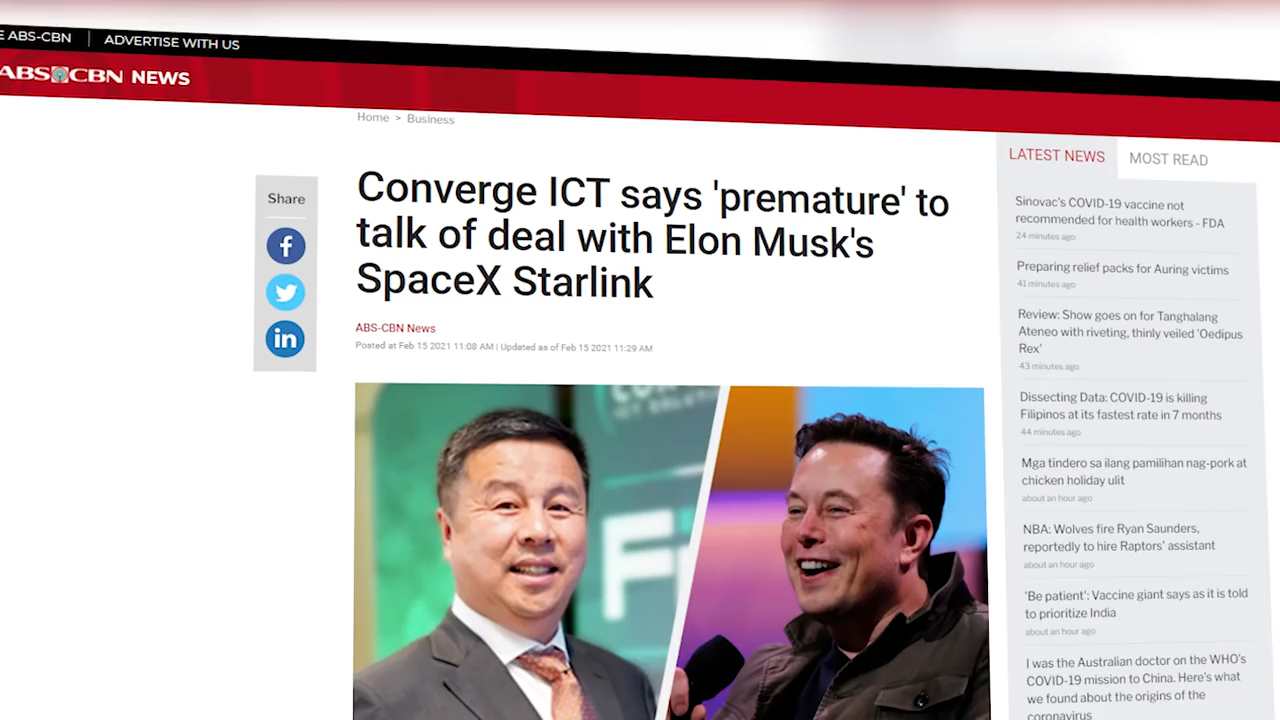 E ABS-CBN | ADVERTISE WITH US
ABS CBN NEWS
Home > Business
Share
Converge ICT says 'premature' to
talk of deal with Elon Musk's
SpaceX Starlink
ABS-CBN News
Posted at Feb 15 2021 11:08 AM | Updated as of Feb 15 2021 11:29 AM
LATEST NEWS
MOST READ
Sinovac's COVID-19 vaccine not
recommended for health workers - FDA
24 minutes ago
Preparing relief packs for Auring victims
41 minutes ago
Review: Show goes on for Tanghalang
Ateneo with riveting, thinly veiled 'Oedipus
Rex'
43 minutes ago
Dissecting Data: COVID-19 is killing
Filipinos at its fastest rate in 7 months
44 minutes ago
Mga tindero sa ilang pamilihan nag-pork at
chicken holiday ulit
about an hour ago
NBA: Wolves fire Ryan Saunders,
reportedly to hire Raptors' assistant
about an hour ago
'Be patient': Vaccine giant says as it is told
to prioritize India
about an hour ago
I was the Australian doctor on the WHO's
COVID-19 mission to China. Here's what
we found about the origins of the
coronavirus